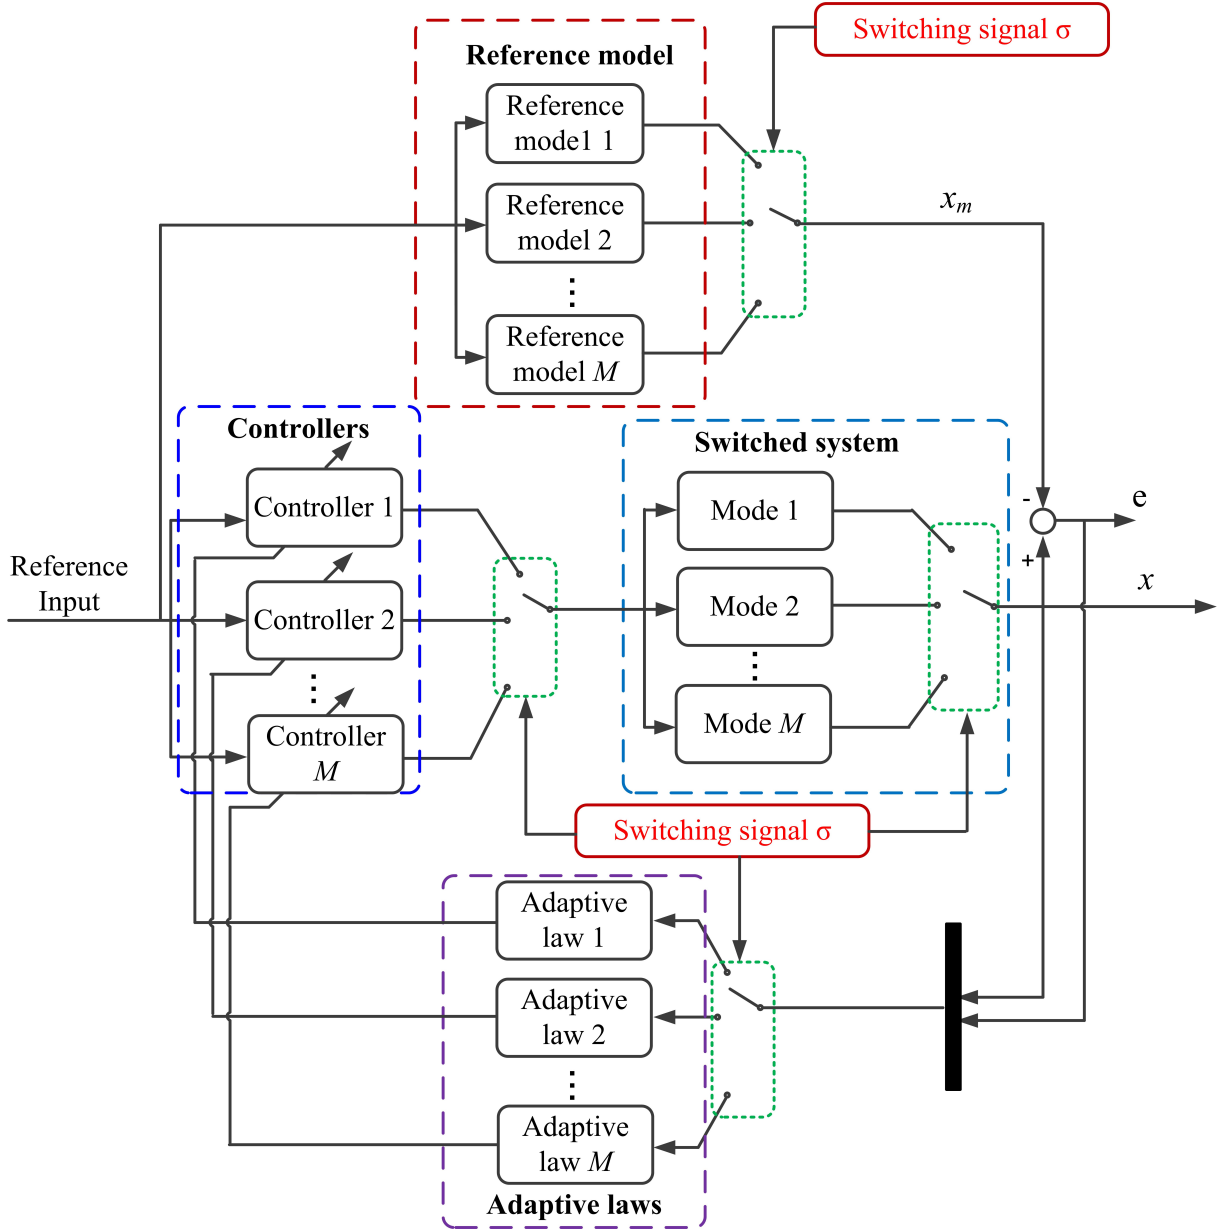 Switching signal σ
Reference model
Reference
mode1 1
Reference
model 2
Reference
model M
x_m
Controllers
Controller 1
Controller 2
Controller
M
Reference
Input
Switched system
Mode 1
Mode 2
Mode M
-
e
+
x
Switching signal σ
Adaptive
law 1
Adaptive
law 2
Adaptive
law M
Adaptive laws